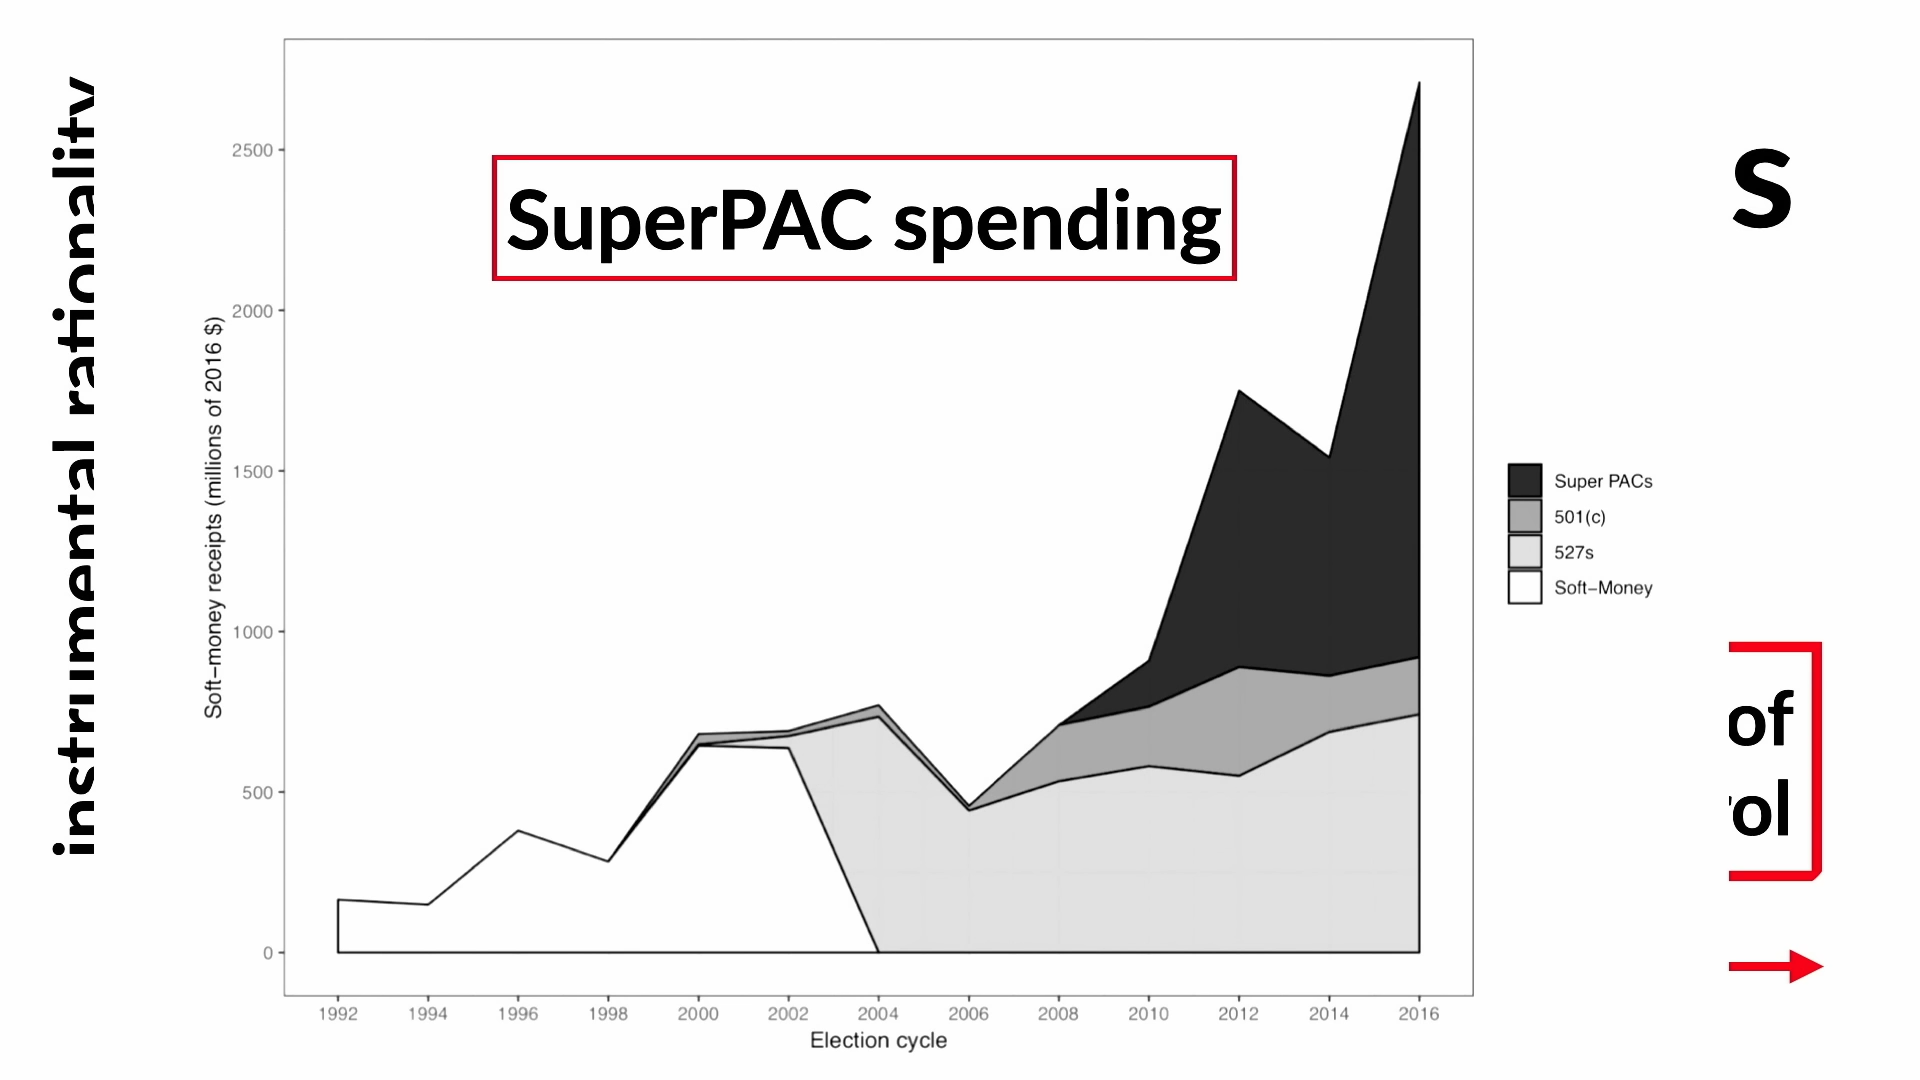 instrumental rationality
SuperPAC spending
S
Soft-money receipts (millions of 2016 $)
2500
2000
1500
1000
500
0
1992 1994 1996 1998 2000 2002 2004 2006 2008 2010 2012 2014 2016
Election cycle
Super PACs
501(c)
527s
Soft-Money
of
ol